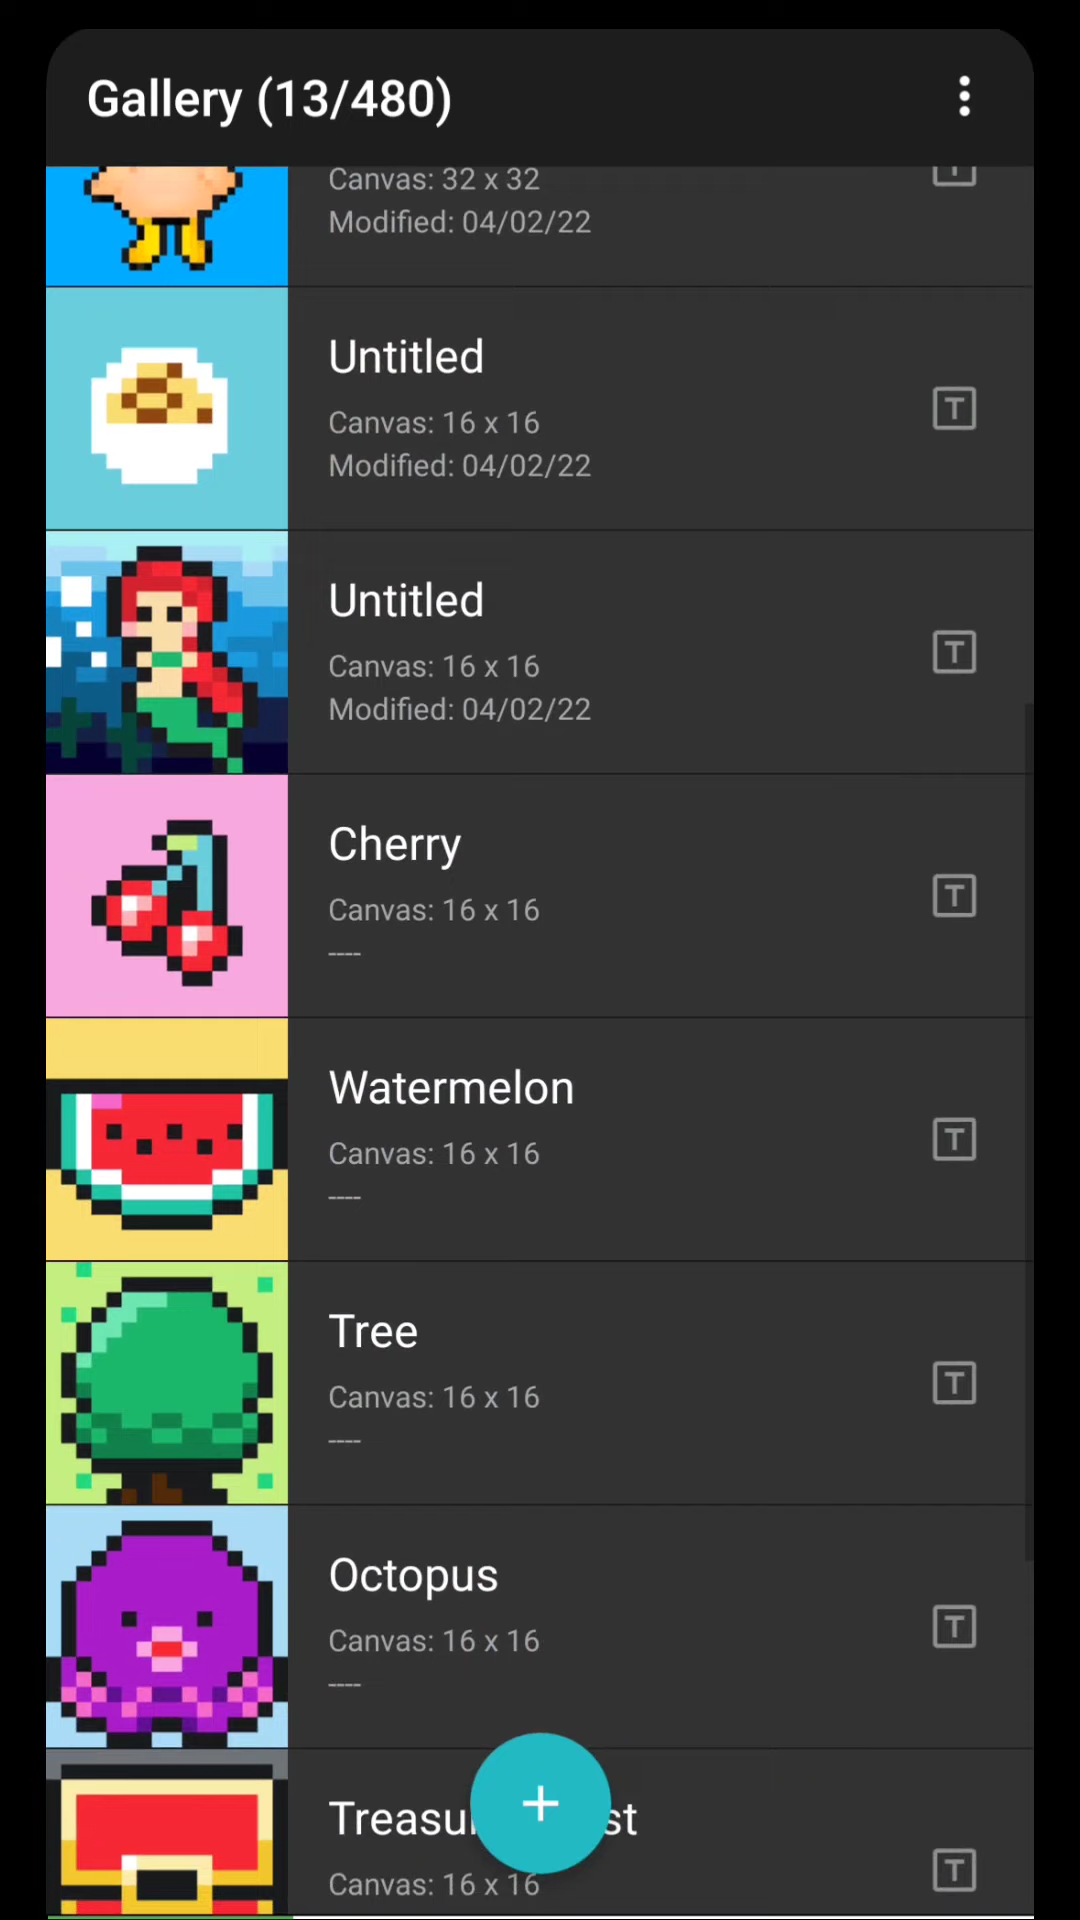 Gallery (13/480)
Canvas: 32 x 32
Modified: 04/02/22
Untitled
Canvas: 16 x 16
Modified: 04/02/22
T
Untitled
Canvas: 16 x 16
Modified: 04/02/22
T
Cherry
Canvas: 16 x 16
----
T
Watermelon
Canvas: 16 x 16
----
T
Tree
Canvas: 16 x 16
----
T
Octopus
Canvas: 16 x 16
----
T
+
Canvas: 16 x 16
T